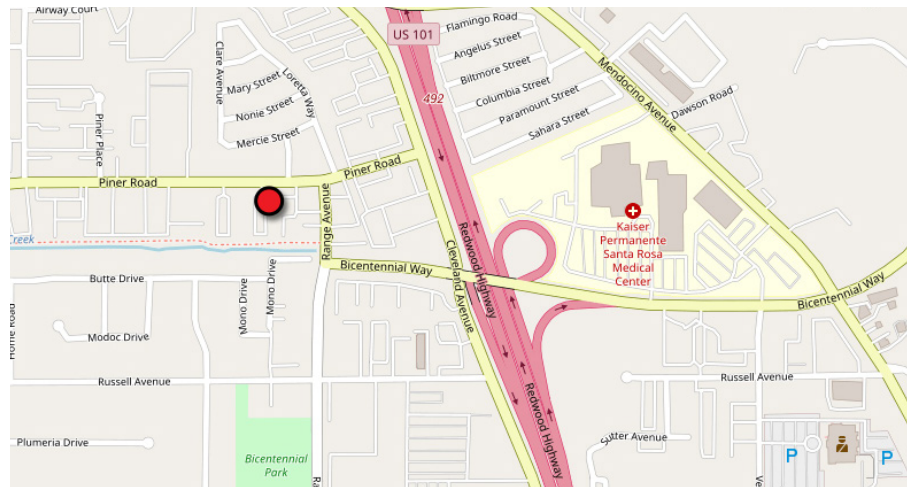 Airway Court
Flamingo Road
US 101
Angelus Street
Mendocino Avenue
Clare Avenue
Loretta Way
Biltmore Street
Mary Street
492
Columbia Street
Nonie Street
Paramount Street
Dawson Road
Piner Place
Mercie Street
Sahara Street
Piner Road
Piner Road
Range Avenue
Redwood Highway
Kaiser
Permanente
Santa Rosa
Medical
Center
Creek
Cleveland Avenue
Bicentennial Way
Bicentennial Way
Butte Drive
Mono Drive
Mono Drive
Modoc Drive
Russell Avenue
Russell Avenue
Redwood Highway
Plumeria Drive
Sutter Avenue
Bicentennial
Park
P
P